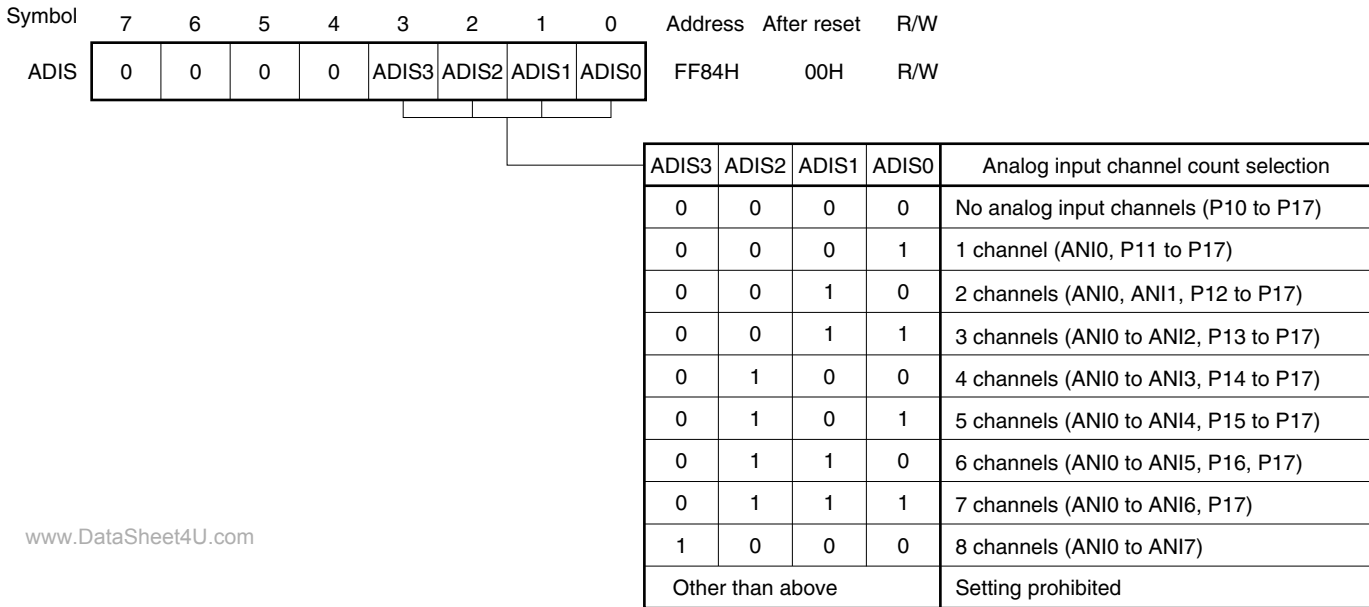 Symbol 7 6 5 4 3 2 1 0 Address After reset R/W
ADIS 0 0 0 0 ADIS3 ADIS2 ADIS1 ADIS0 FF84H 00H R/W
ADIS3 ADIS2 ADIS1 ADIS0 Analog input channel count selection
0 0 0 0 No analog input channels (P10 to P17)
0 0 0 1 1 channel (ANI0, P11 to P17)
0 0 1 0 2 channels (ANI0, ANI1, P12 to P17)
0 0 1 1 3 channels (ANI0 to ANI2, P13 to P17)
0 1 0 0 4 channels (ANI0 to ANI3, P14 to P17)
0 1 0 1 5 channels (ANI0 to ANI4, P15 to P17)
0 1 1 0 6 channels (ANI0 to ANI5, P16, P17)
0 1 1 1 7 channels (ANI0 to ANI6, P17)
www.DataSheet4U.com
1 0 0 0 8 channels (ANI0 to ANI7)
Other than above Setting prohibited